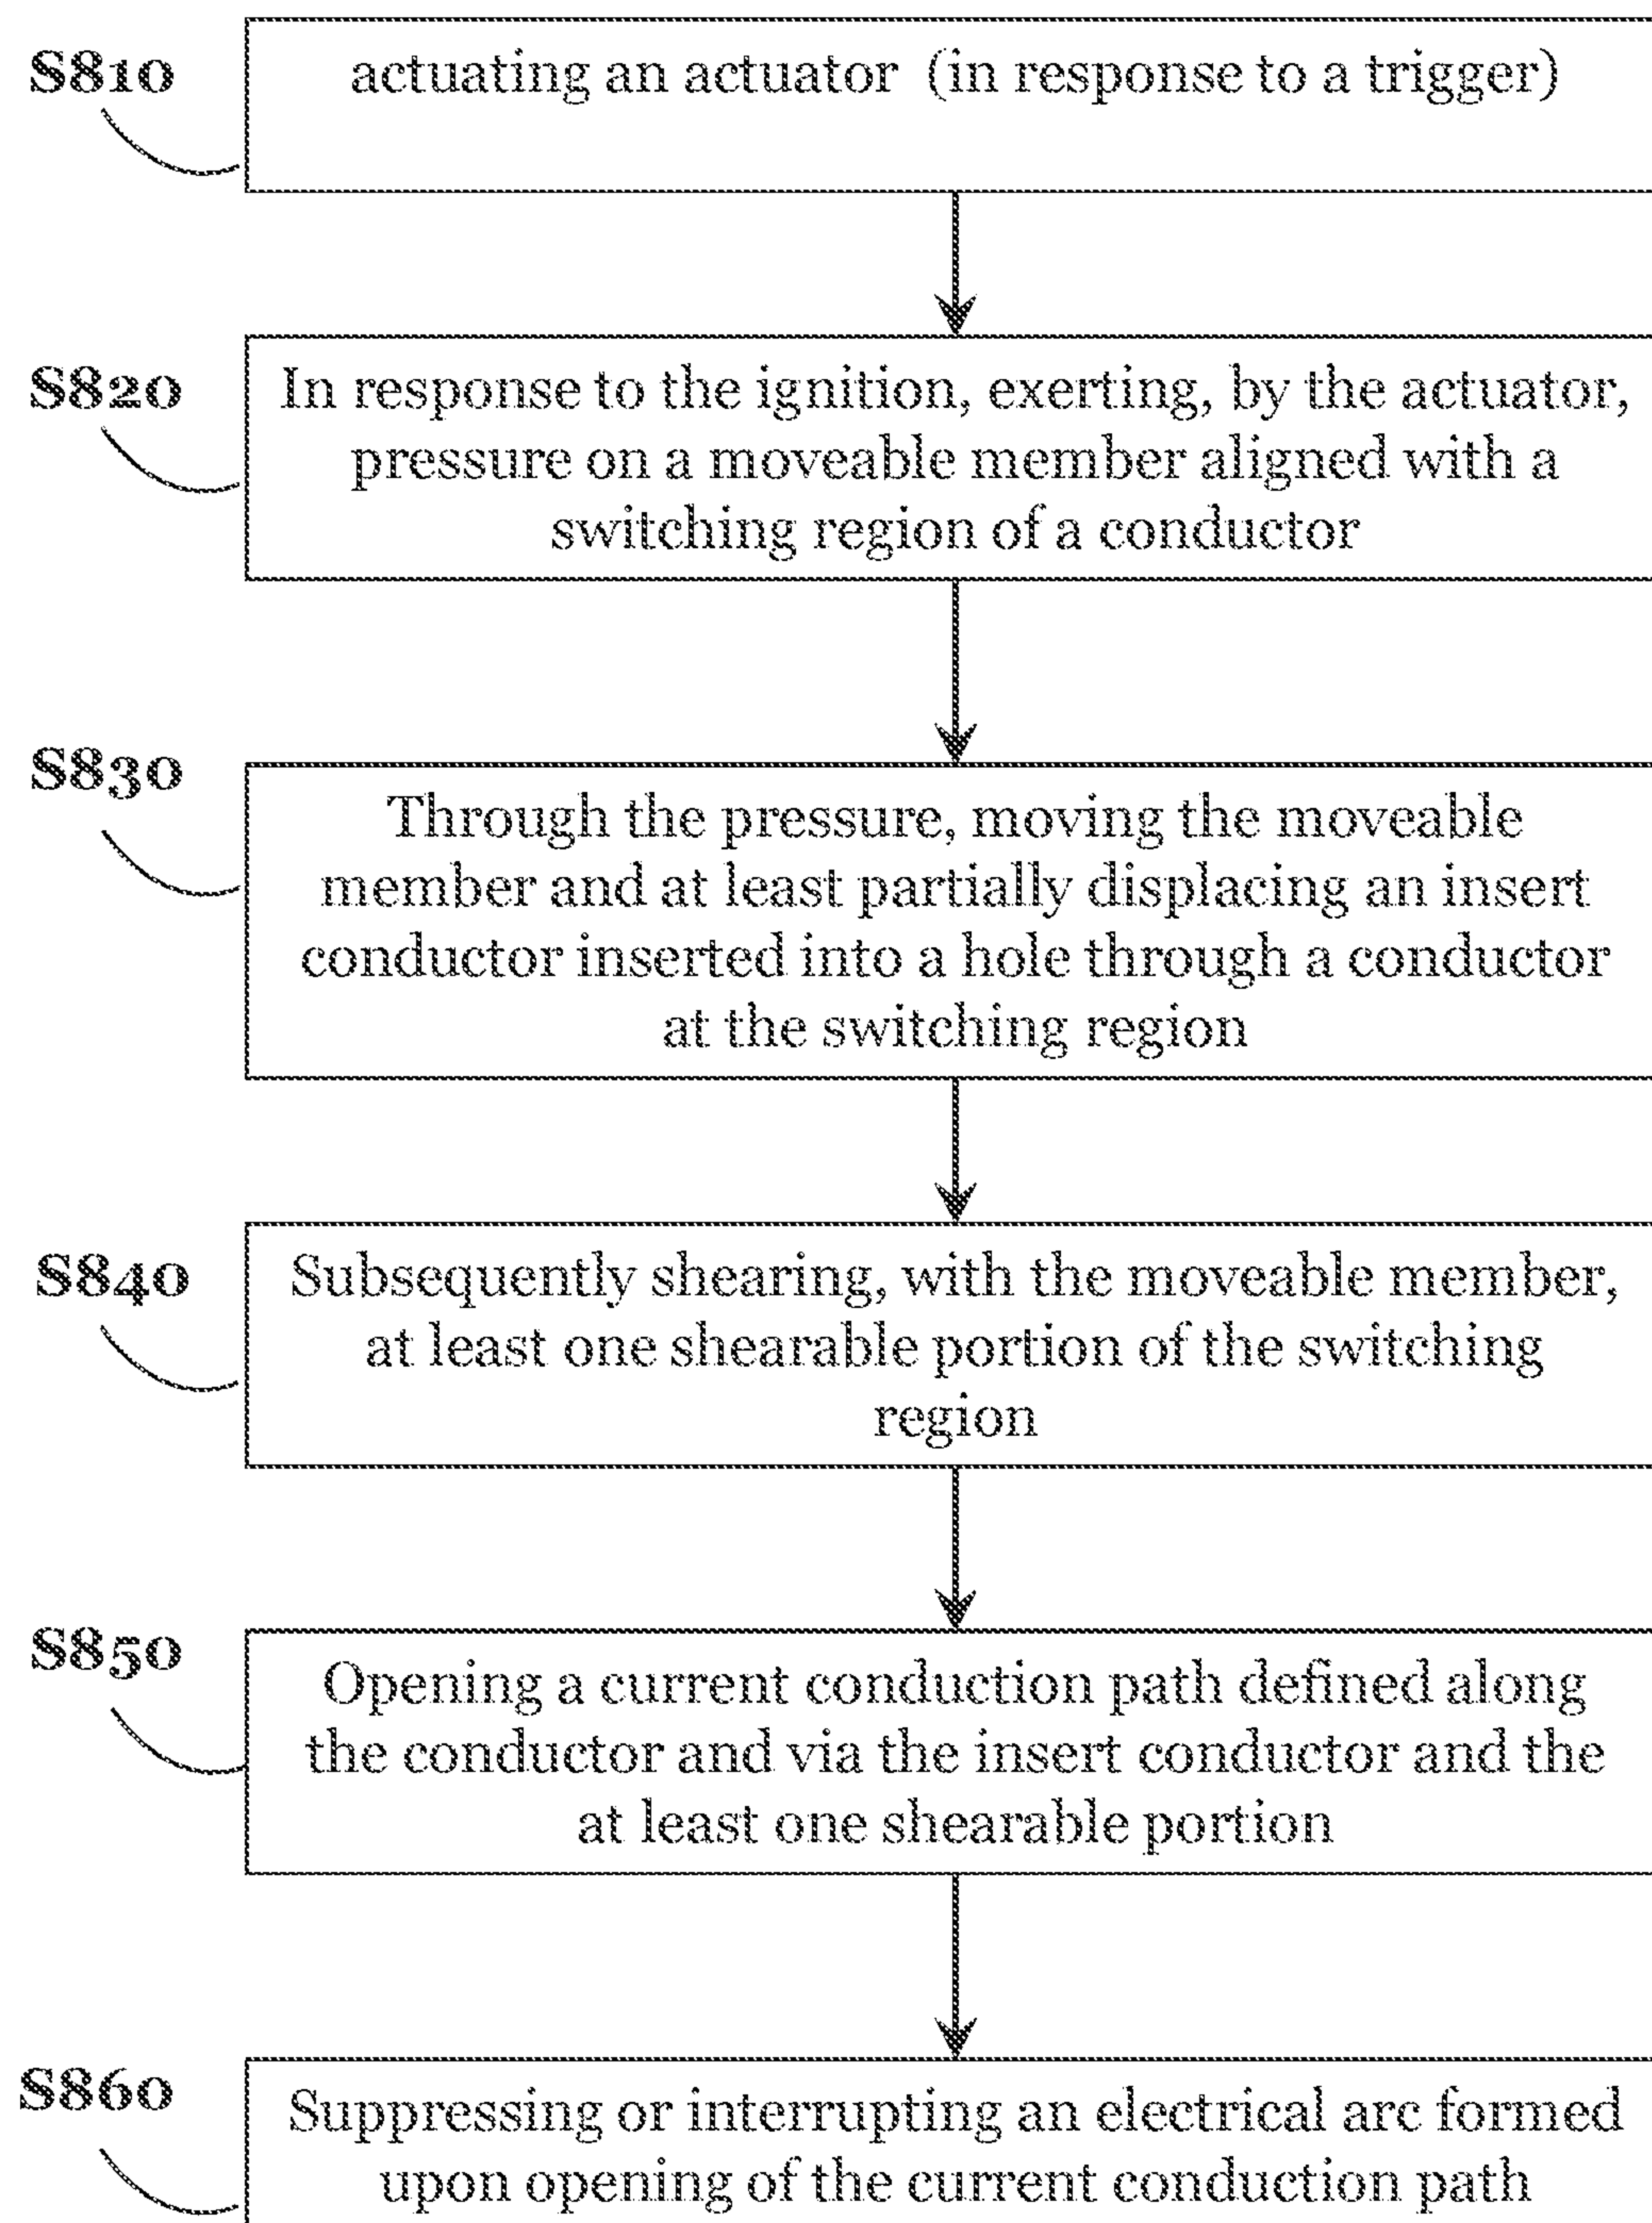 S810
actuating an actuator (in response to a trigger)
S820
In response to the ignition, exerting, by the actuator,
pressure on a moveable member aligned with a
switching region of a conductor
S830
Through the pressure, moving the moveable
member and at least partially displacing an insert
conductor inserted into a hole through a conductor
at the switching region
S840
Subsequently shearing, with the moveable member,
at least one shearable portion of the switching
region
S850
Opening a current conduction path defined along
the conductor and via the insert conductor and the
at least one shearable portion
S860
Suppressing or interrupting an electrical arc formed
upon opening of the current conduction path